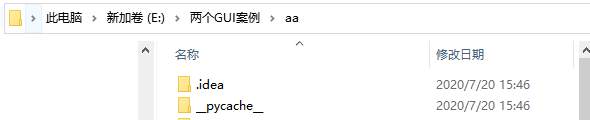 此电脑 > 新加卷 (E:) > 两个GUI案例 > aa
名称 修改日期
.idea 2020/7/20 15:46
__pycache__ 2020/7/20 15:46